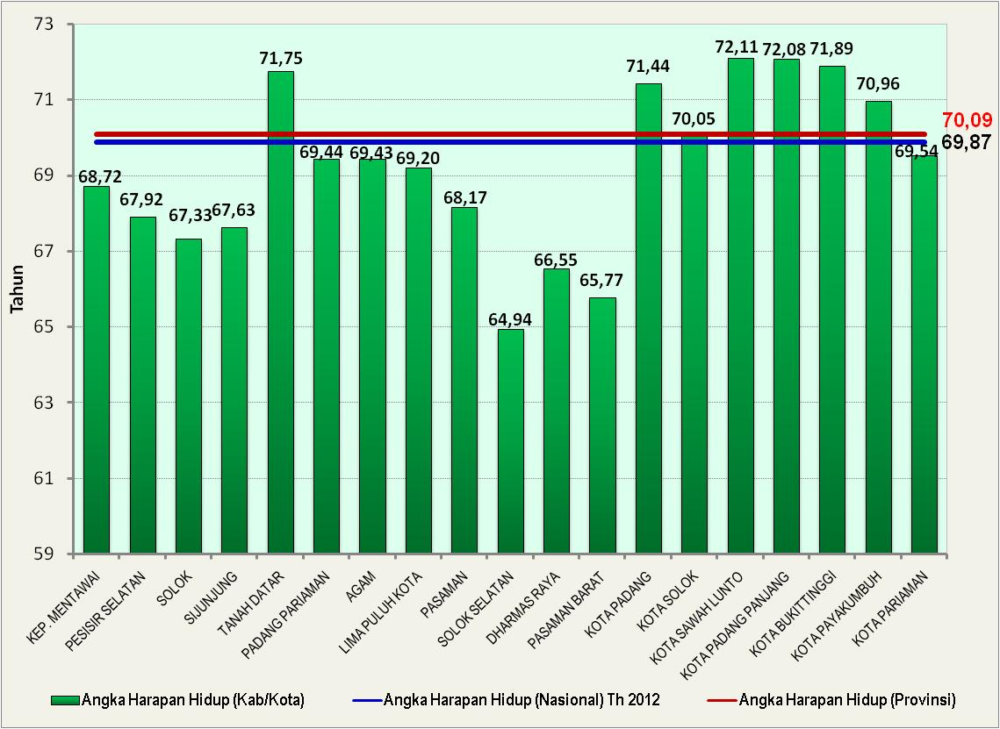 73
71
69
67
65
63
61
59
Tahun
68,72
67,92
67,33
67,63
71,75
69,44
69,43
69,20
68,17
64,94
66,55
65,77
71,44
70,05
72,11
72,08
71,89
70,96
69,54
70,09
69,87
KEP. MENTAWAI
PESISIR SELATAN
SOLOK
SIJUNJUNG
TANAH DATAR
PADANG PARIAMAN
AGAM
LIMA PULUH KOTA
PASAMAN
SOLOK SELATAN
DHARMAS RAYA
PASAMAN BARAT
KOTA PADANG
KOTA SOLOK
KOTA SAWAH LUNTO
KOTA PADANG PANJANG
KOTA BUKITTINGGI
KOTA PAYAKUMBUH
KOTA PARIAMAN
Angka Harapan Hidup (Kab/Kota)
Angka Harapan Hidup (Nasional) Th 2012
Angka Harapan Hidup (Provinsi)